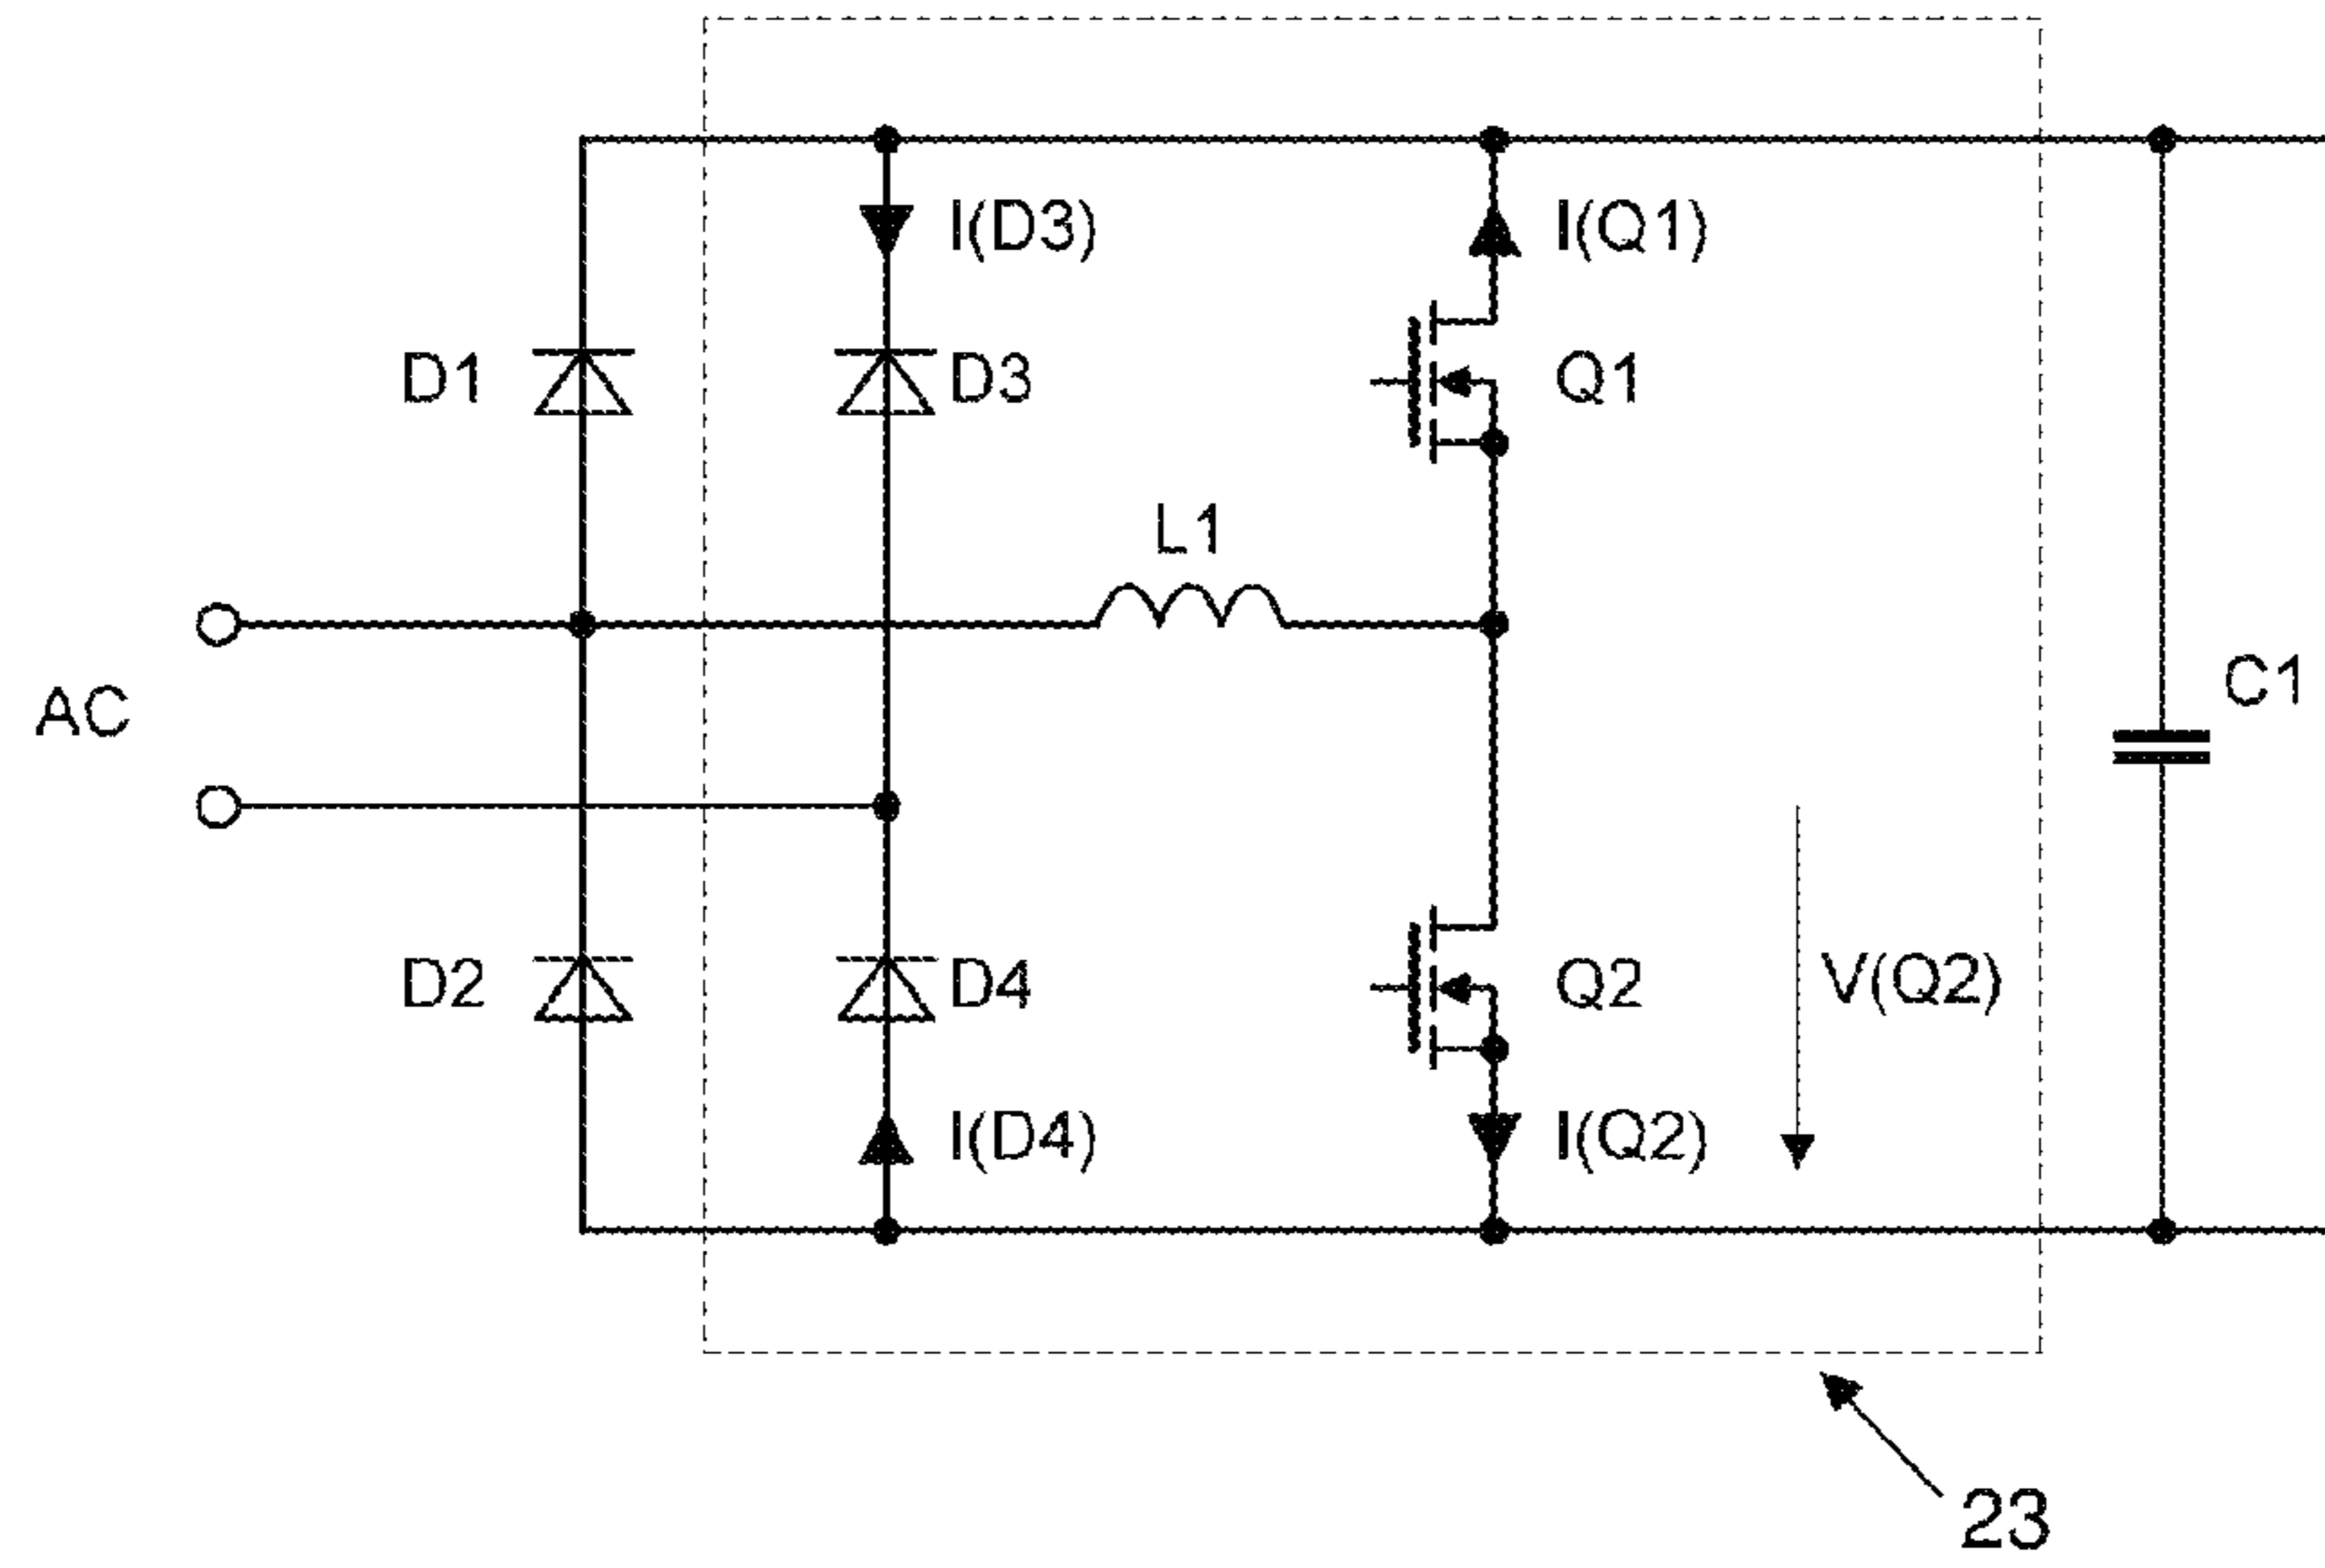 I(D3)
I(Q1)
D1
D3
Q1
L1
AC
C1
D2
D4
Q2
V(Q2)
I(D4)
I(Q2)
23